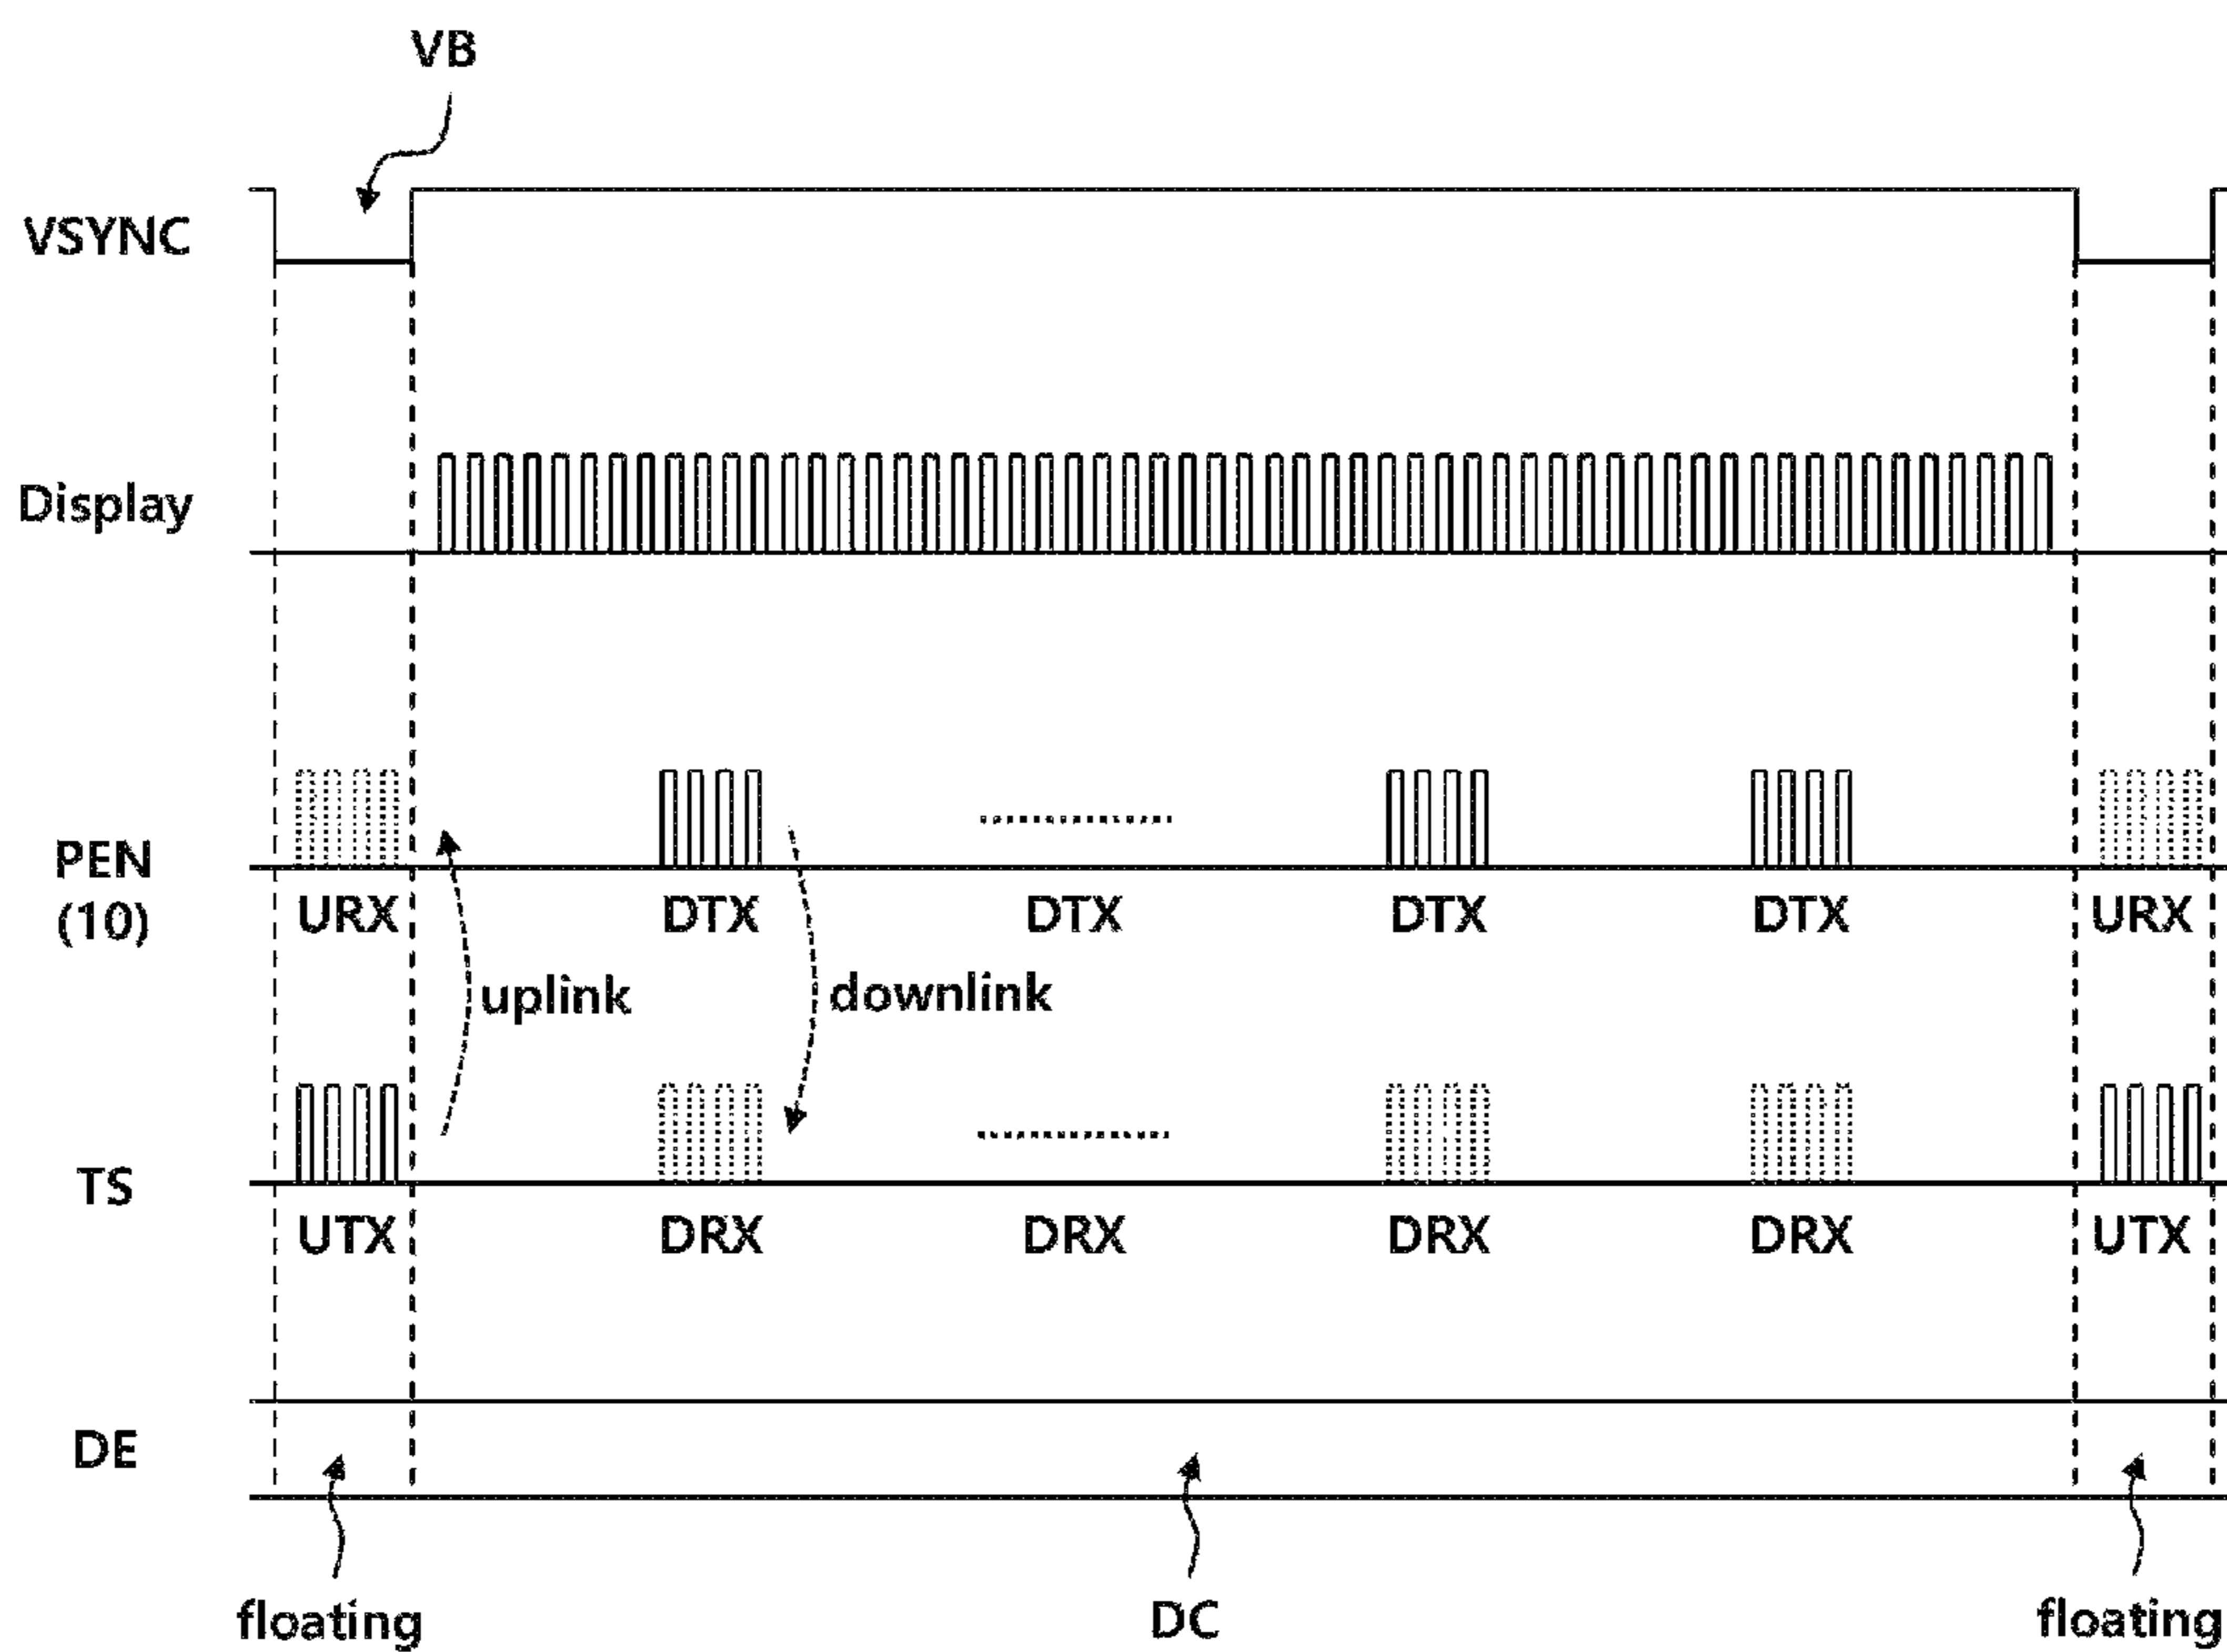 VB
VSYNC
Display
PEN
(10)
URX DTX DTX DTX DTX URX
uplink downlink
TS
UTX DRX DRX DRX DRX UTX
DE
floating DC floating